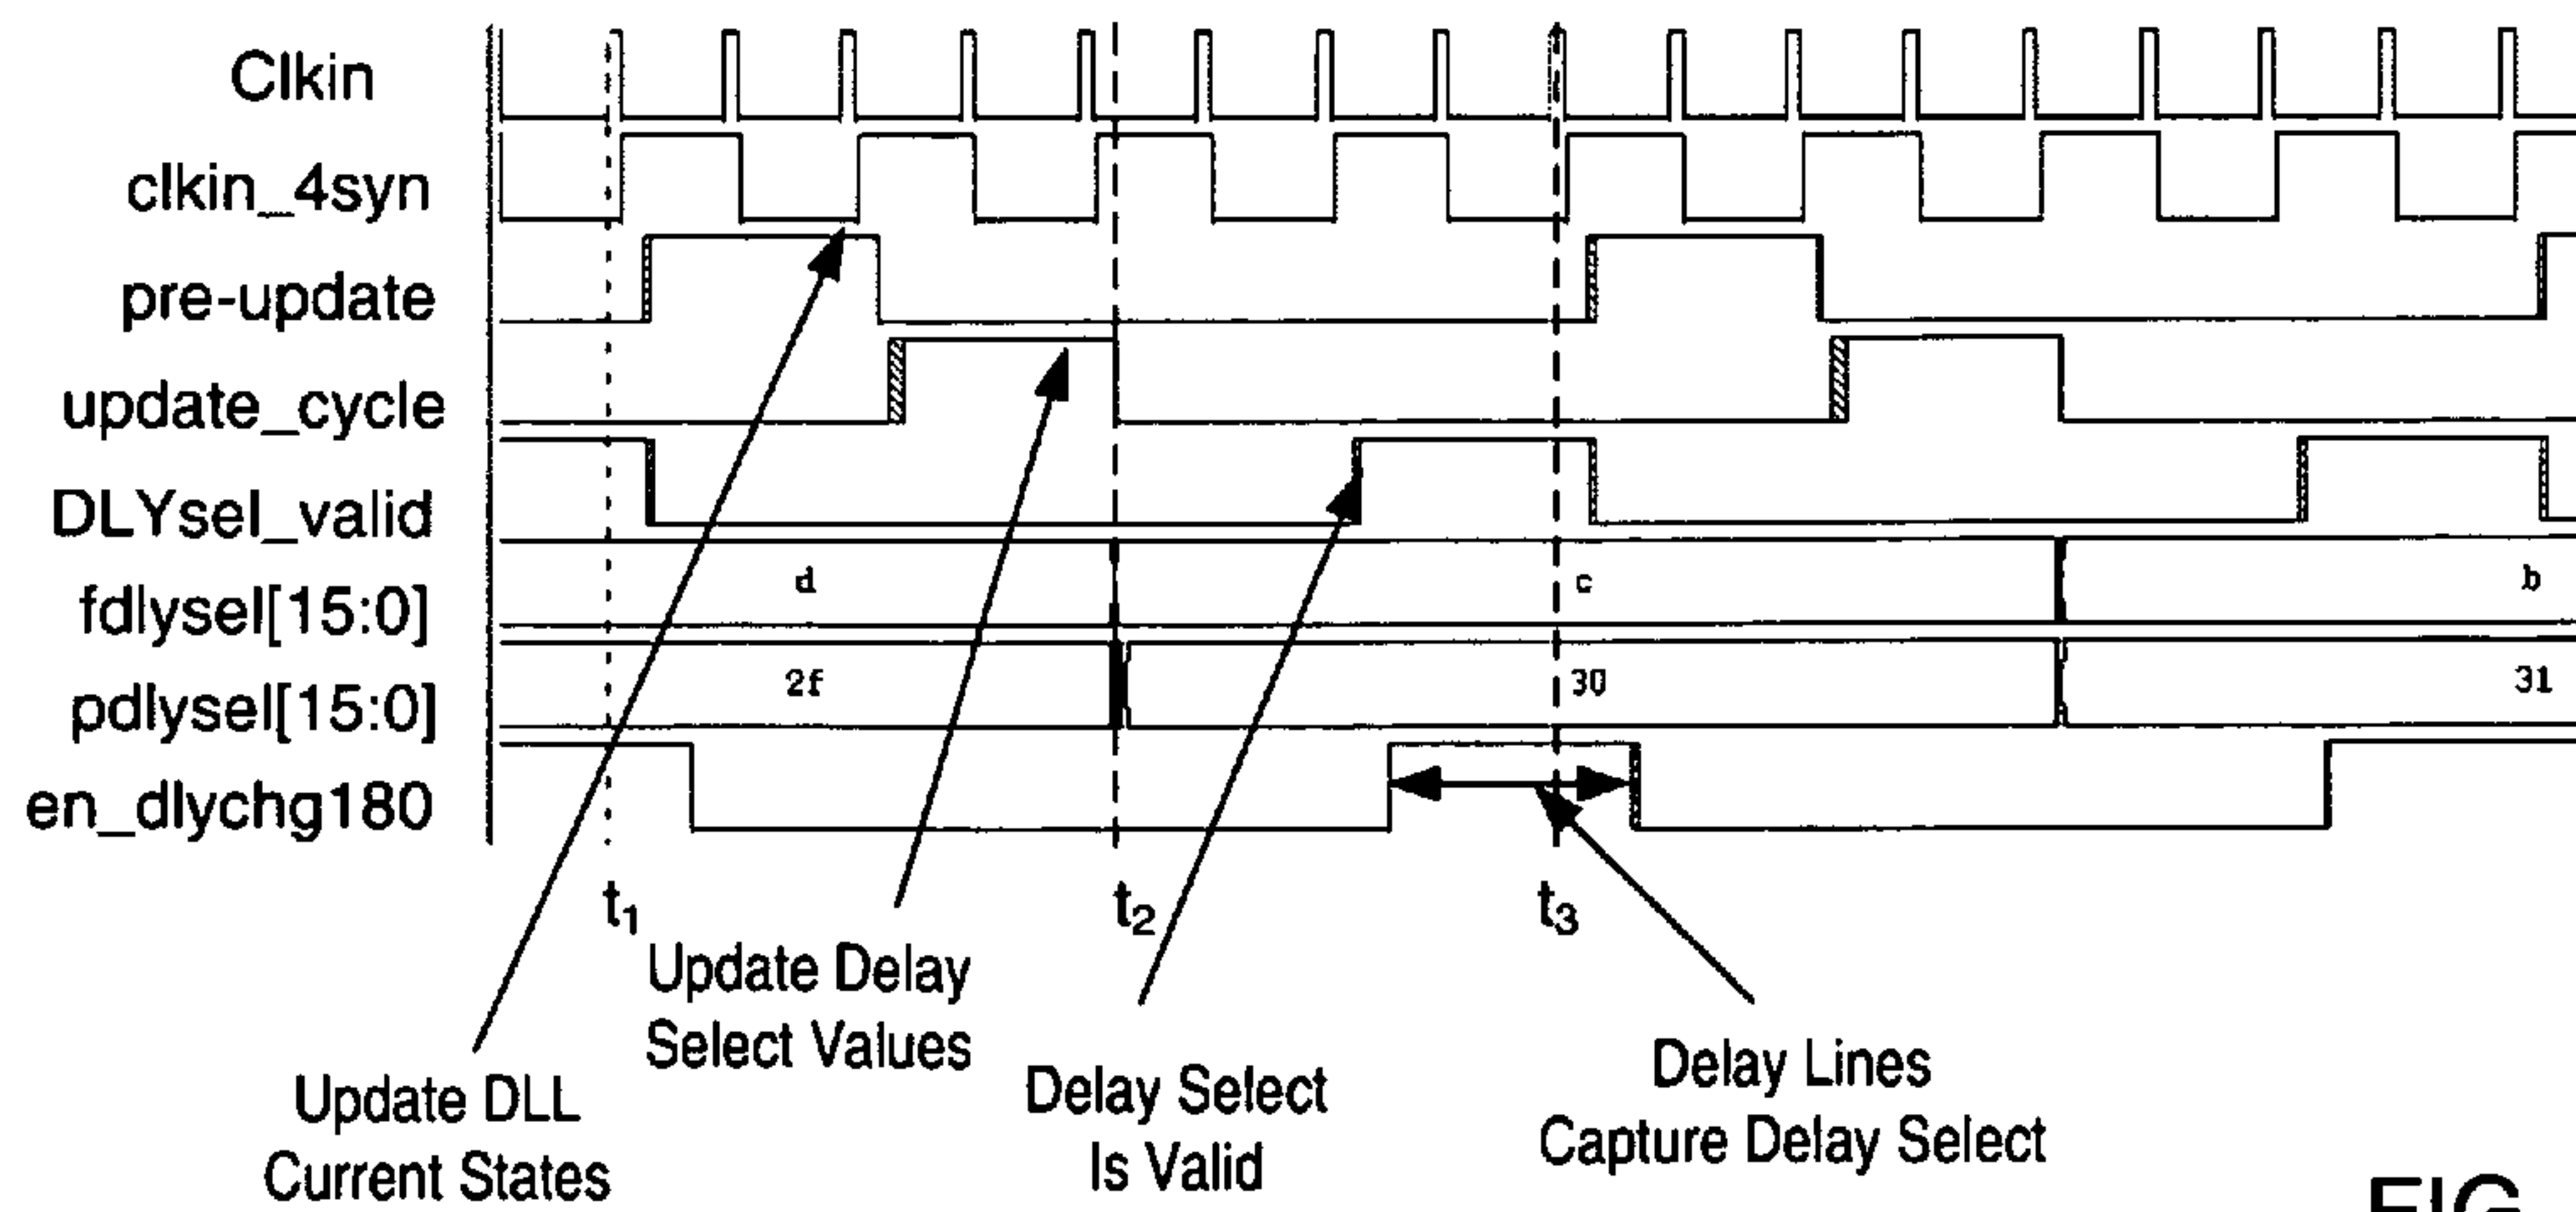 Clkin
clkin_4syn
pre-update
update_cycle
DLYsel_valid
fdlysel[15:0]
d
c
b
pdlysel[15:0]
2f
30
31
en_dlychg180
t1
t2
t3
Update DLL
Current States
Update Delay
Select Values
Delay Select
Is Valid
Delay Lines
Capture Delay Select
FIG